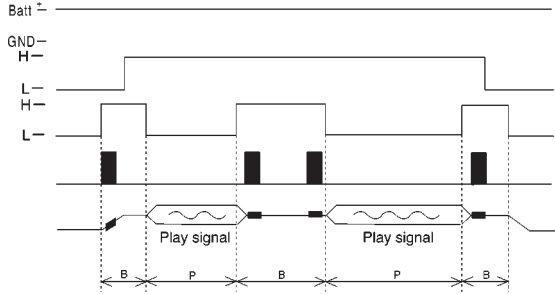 Batt +
GND
H
L
H
L
Play signal Play signal
B P B P B